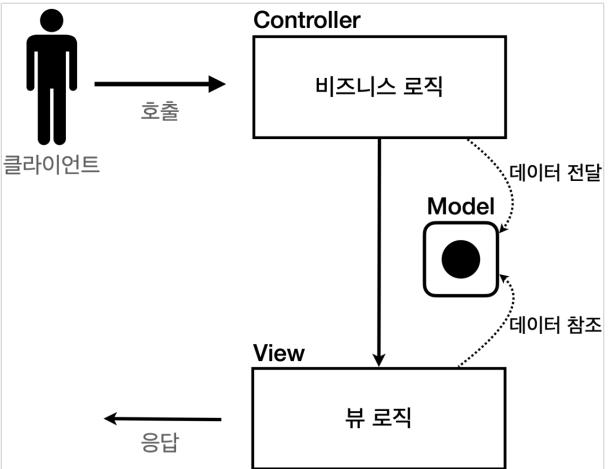 Controller
비즈니스 로직
호출
클라이언트
데이터 전달
Model
데이터 참조
View
뷰 로직
응답